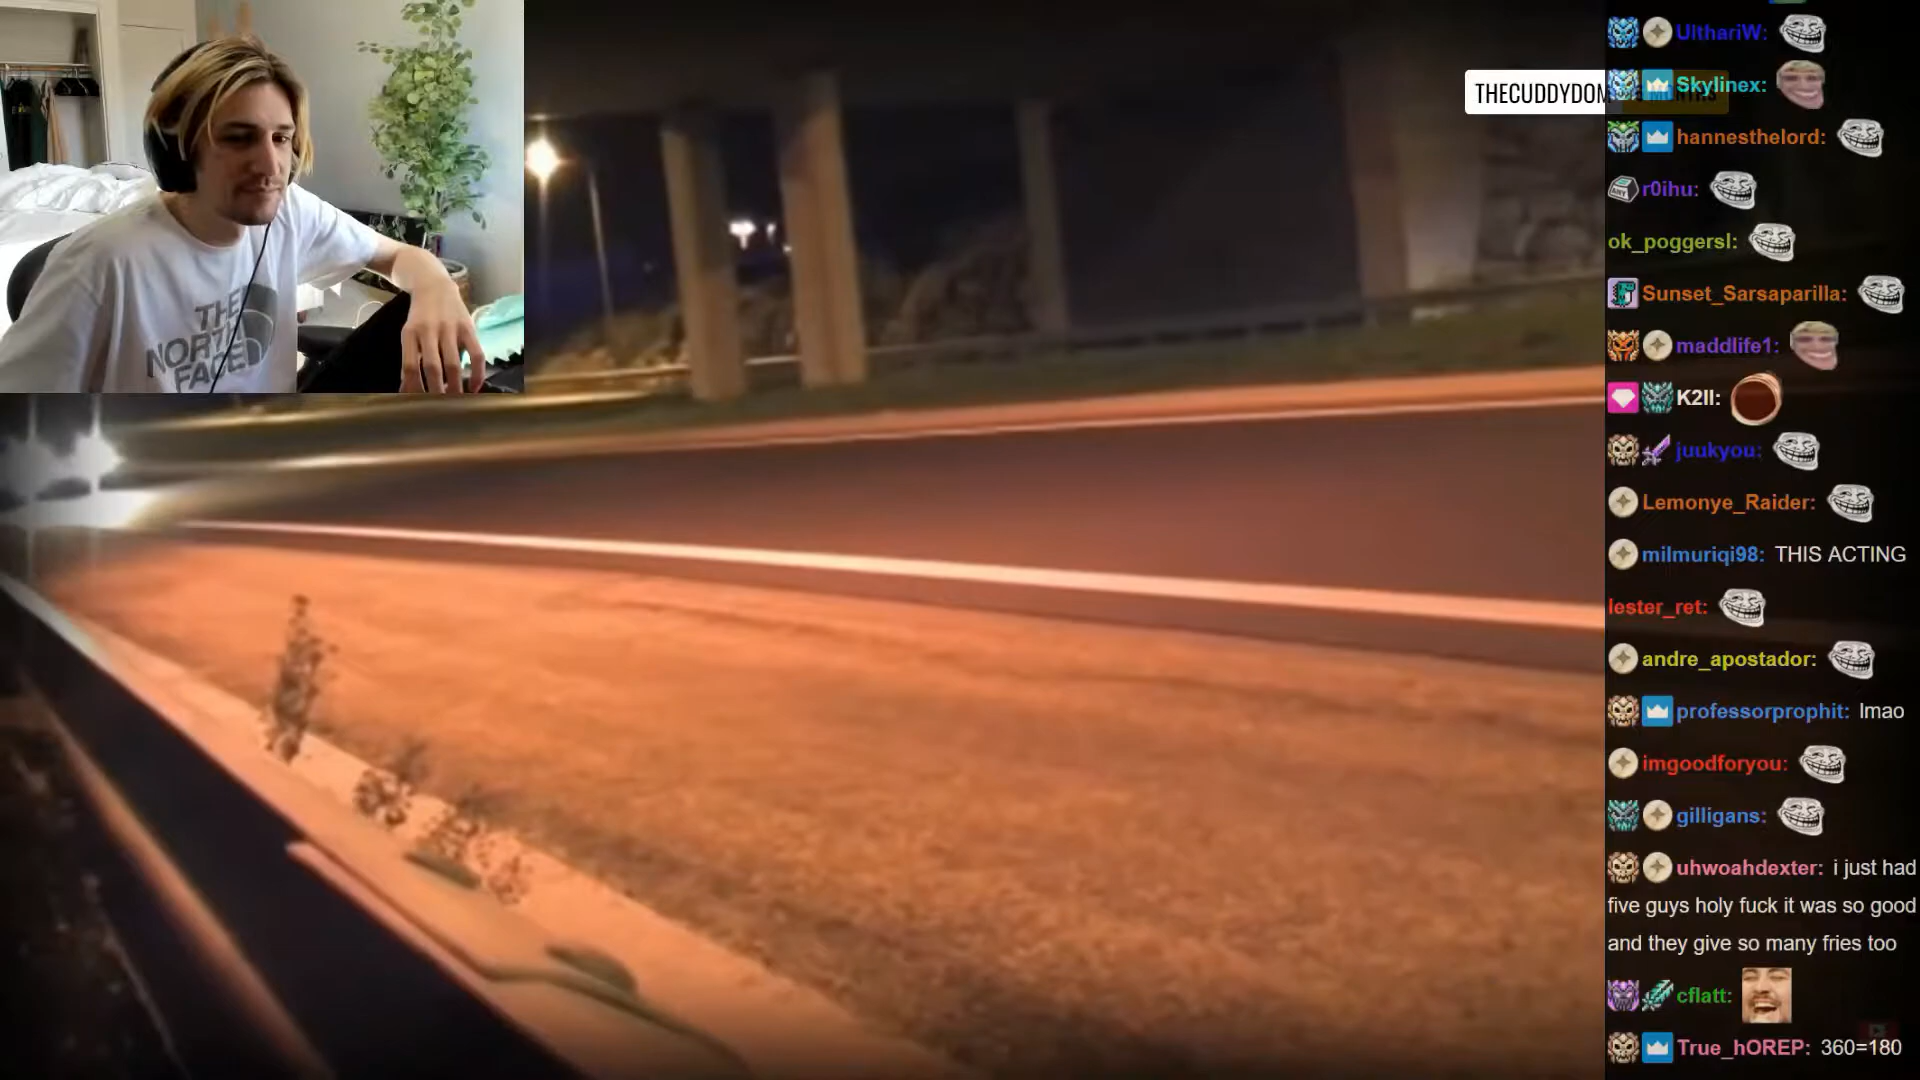 THE
NORTH
FACE
THECUDDYDOM
UlthariW:
Skylinex:
hannesthelord:
r0ihu:
ok_poggersl:
Sunset_Sarsaparilla:
maddlife1:
K2ll:
juukyou:
Lemonye_Raider:
milmuriqi98: THIS ACTING
lester_ret:
andre_apostador:
professorprophit: lmao
imgoodforyou:
gilligans:
uhwoahdexter: i just had
five guys holy fuck it was so good
and they give so many fries too
cflatt:
True_hOREP: 360=180